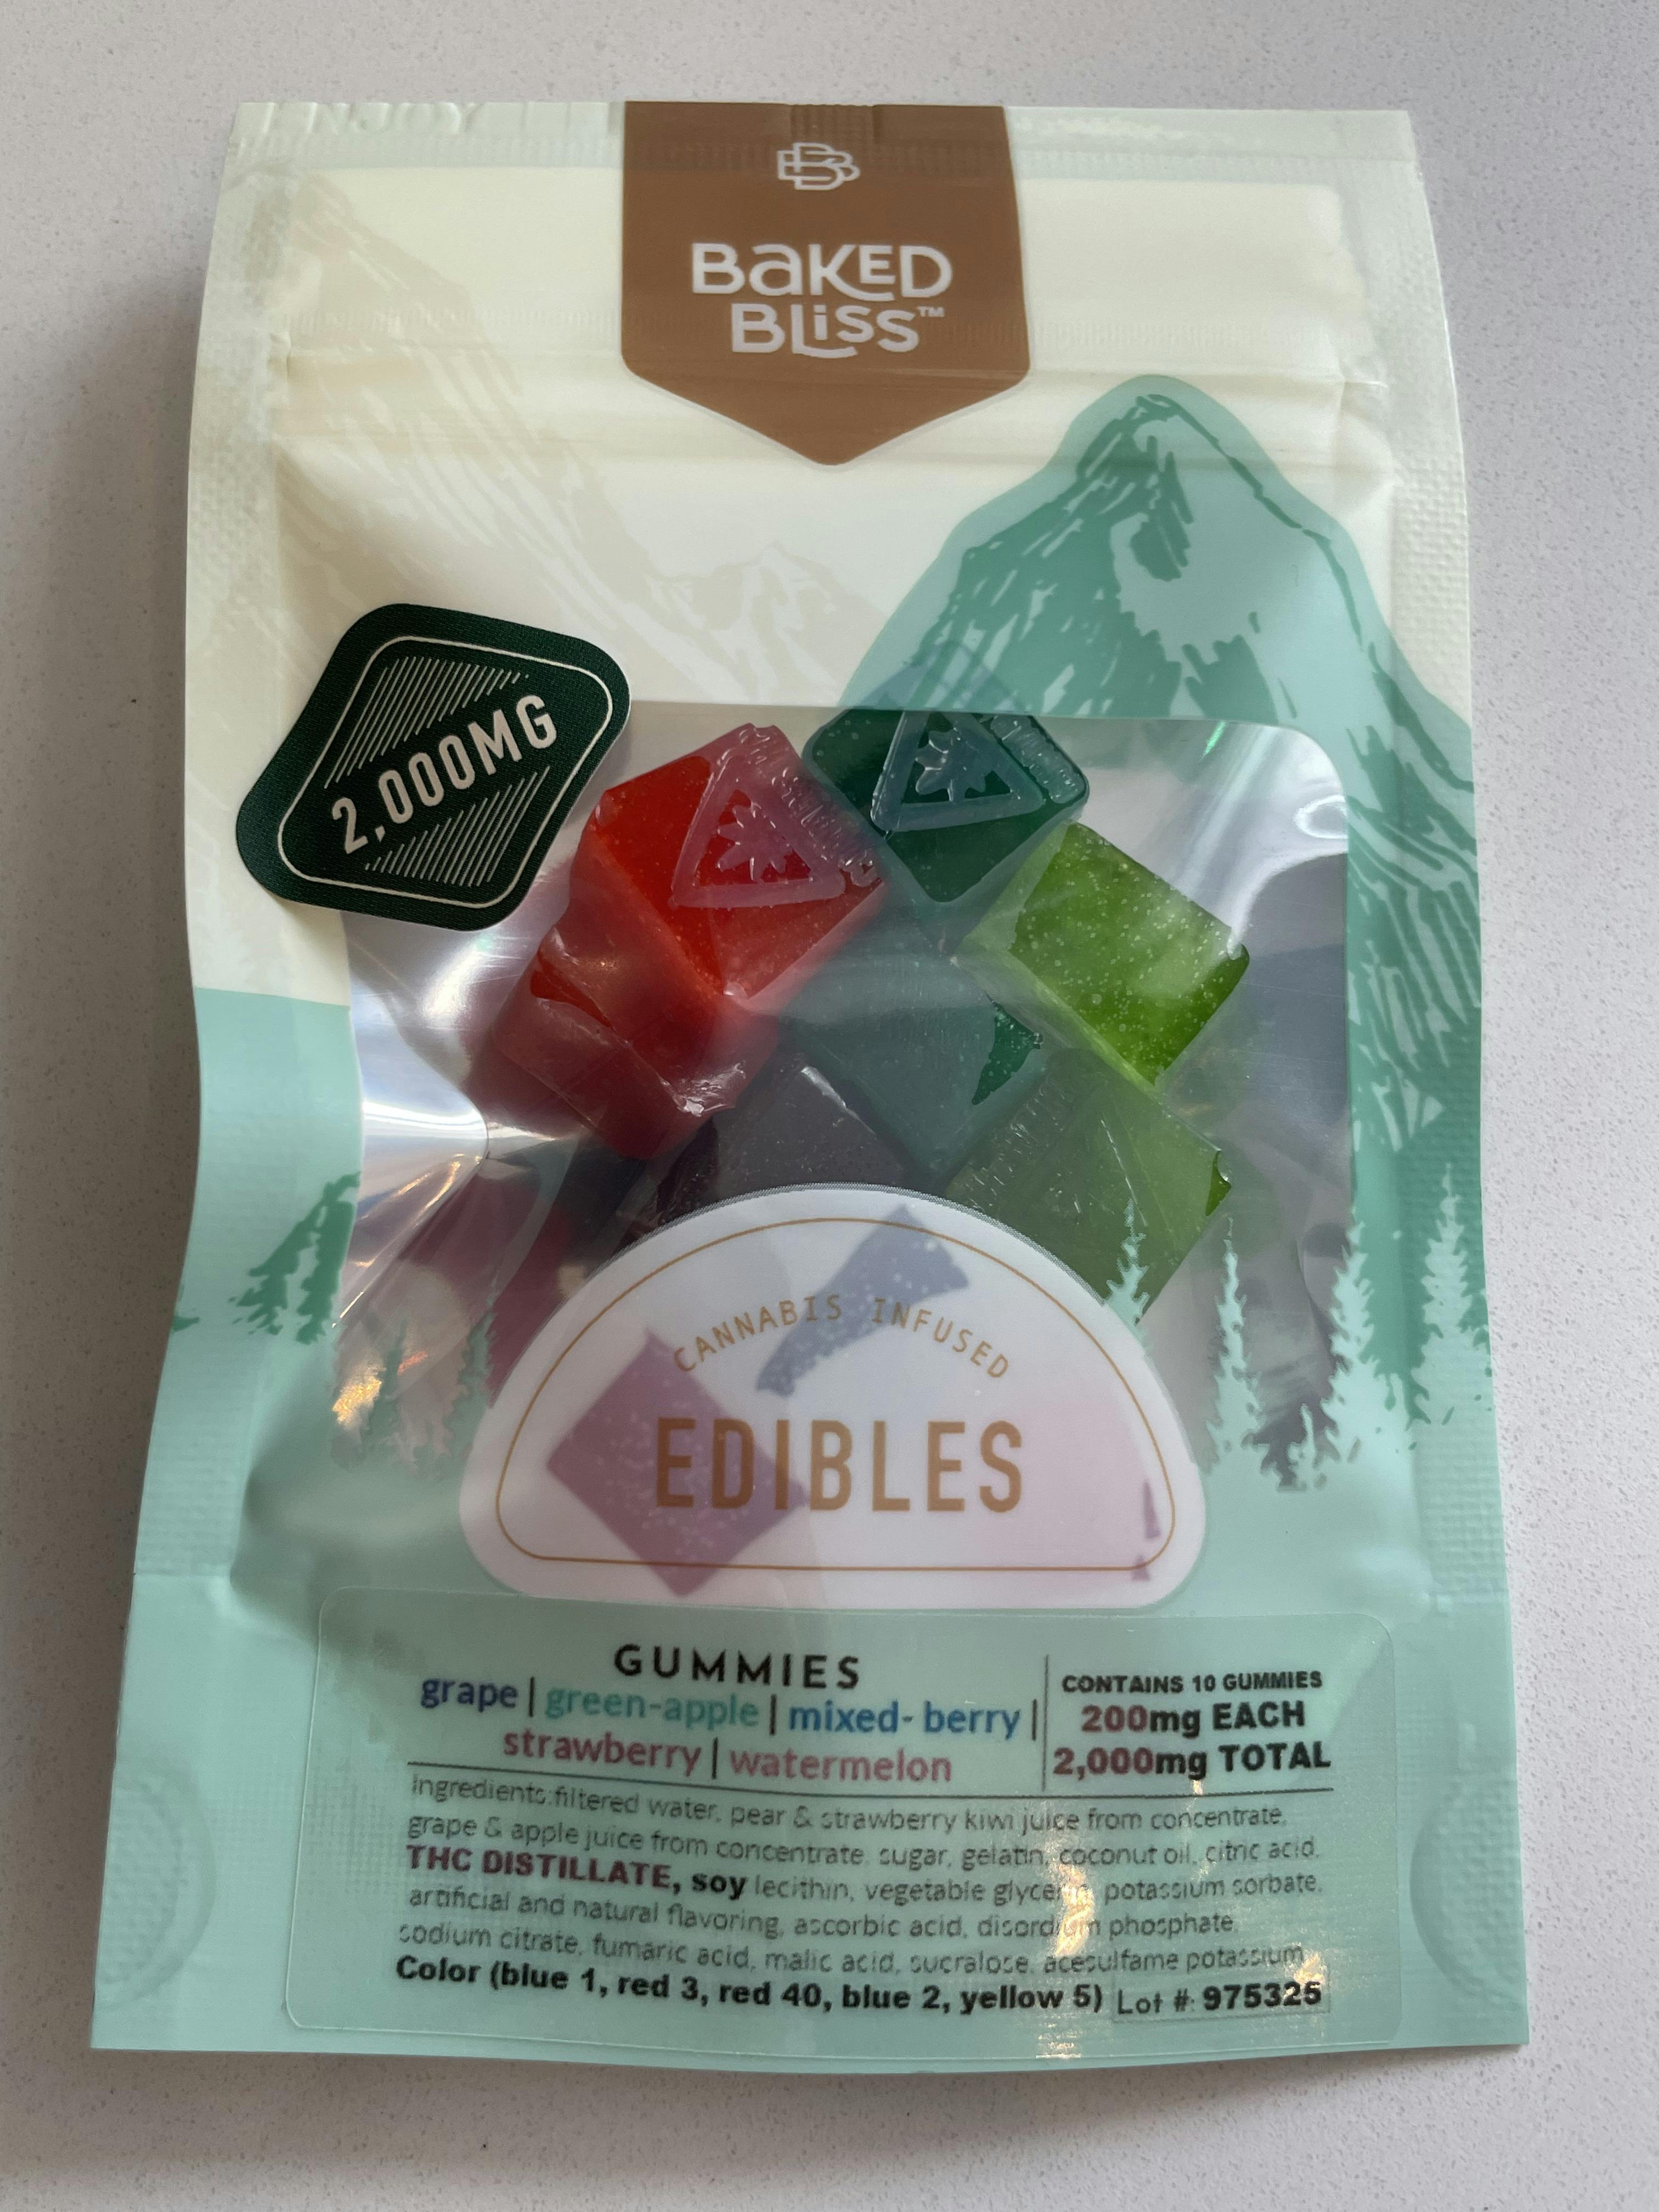 ENJOY
BB
BAKED
BLiSS™
2,000MG
CANNABIS INFUSED
EDIBLES
GUMMIES
grape | green-apple | mixed- berry |
strawberry | watermelon
CONTAINS 10 GUMMIES
200mg EACH
2,000mg TOTAL
Ingredients:filtered water, pear & strawberry kiwi juice from concentrate,
grape & apple juice from concentrate, sugar, gelatin, coconut oil, citric acid,
THC DISTILLATE, soy lecithin, vegetable glycerin, potassium sorbate,
artificial and natural flavoring, ascorbic acid, disordium phosphate,
sodium citrate, fumaric acid, malic acid, sucralose, acesulfame potassium
Color (blue 1, red 3, red 40, blue 2, yellow 5) Lot #: 975325